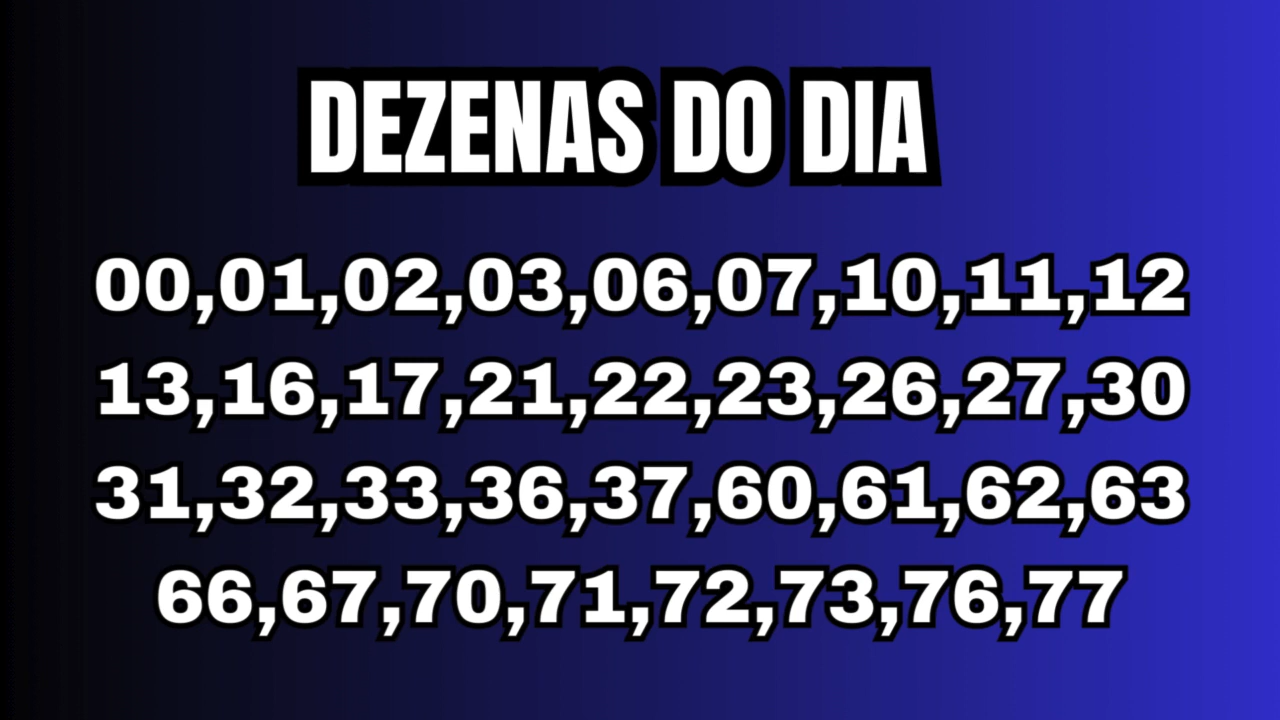 DEZENAS DO DIA
00,01,02,03,06,07,10,11,12
13,16,17,21,22,23,26,27,30
31,32,33,36,37,60,61,62,63
66,67,70,71,72,73,76,77